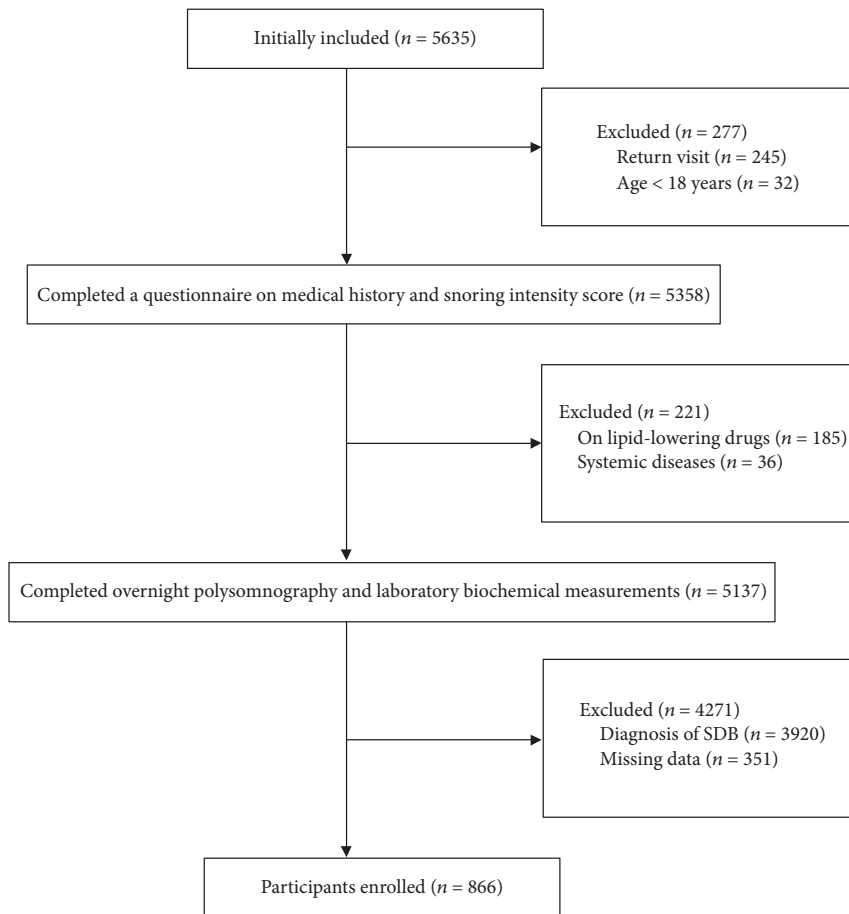 Initially included (n = 5635)
Excluded (n = 277)
Return visit (n = 245)
Age < 18 years (n = 32)
Completed a questionnaire on medical history and snoring intensity score (n = 5358)
Excluded (n = 221)
On lipid-lowering drugs (n = 185)
Systemic diseases (n = 36)
Completed overnight polysomnography and laboratory biochemical measurements (n = 5137)
Excluded (n = 4271)
Diagnosis of SDB (n = 3920)
Missing data (n = 351)
Participants enrolled (n = 866)